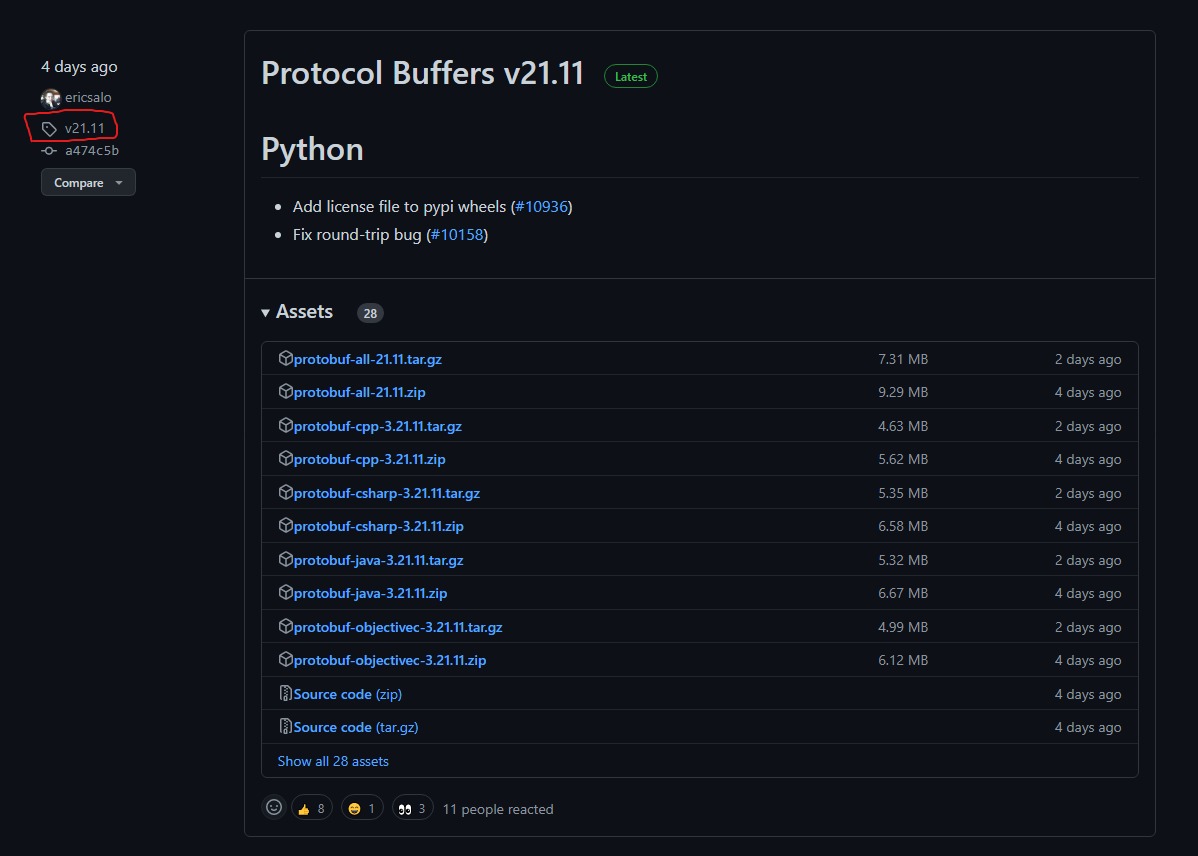 4 days ago
ericsalo
v21.11
a474c5b
Compare
Protocol Buffers v21.11 Latest
Python
Add license file to pypi wheels (#10936)
Fix round-trip bug (#10158)
Assets 28
protobuf-all-21.11.tar.gz 7.31 MB 2 days ago
protobuf-all-21.11.zip 9.29 MB 4 days ago
protobuf-cpp-3.21.11.tar.gz 4.63 MB 2 days ago
protobuf-cpp-3.21.11.zip 5.62 MB 4 days ago
protobuf-csharp-3.21.11.tar.gz 5.35 MB 2 days ago
protobuf-csharp-3.21.11.zip 6.58 MB 4 days ago
protobuf-java-3.21.11.tar.gz 5.32 MB 2 days ago
protobuf-java-3.21.11.zip 6.67 MB 4 days ago
protobuf-objectivec-3.21.11.tar.gz 4.99 MB 2 days ago
protobuf-objectivec-3.21.11.zip 6.12 MB 4 days ago
Source code (zip) 4 days ago
Source code (tar.gz) 4 days ago
Show all 28 assets
8 1 3 11 people reacted